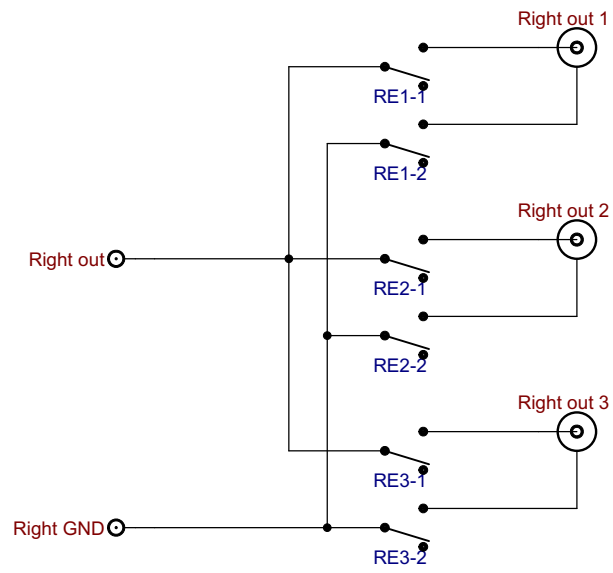 Right out 1
RE1-1
RE1-2
Right out 2
Right out
RE2-1
RE2-2
Right out 3
RE3-1
Right GND
RE3-2